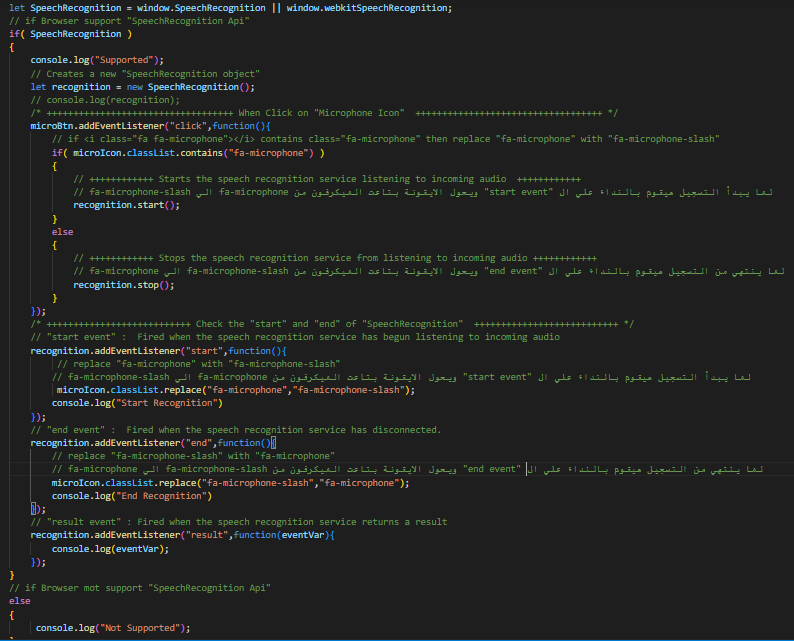 let SpeechRecognition = window.SpeechRecognition || window.webkitSpeechRecognition;
// if Browser support "SpeechRecognition Api"
if( SpeechRecognition )
{
console.log("Supported");
// Creates a new "SpeechRecognition object"
let recognition = new SpeechRecognition();
// console.log(recognition);
/* +++++++++++++++++++++++++++++++++++ When Click on "Microphone Icon"  +++++++++++++++++++++++++++++++++++ */
microBtn.addEventListener("click",function(){
// if <i class="fa fa-microphone"></i> contains class="fa-microphone" then replace "fa-microphone" with "fa-microphone-slash"
if( microIcon.classList.contains("fa-microphone") )
{
// ++++++++++++ Starts the speech recognition service listening to incoming audio  ++++++++++++
// لما يبدأ التسجيل هيقوم بالنداء علي ال "start event" ويحول الايقونة بتاعت الميكرفون من fa-microphone الي fa-microphone-slash
recognition.start();
}
else
{
// ++++++++++++ Stops the speech recognition service from listening to incoming audio ++++++++++++
// لما ينتهي من التسجيل هيقوم بالنداء علي ال "end event" ويحول الايقونة بتاعت الميكرفون من fa-microphone-slash الي fa-microphone
recognition.stop();
}
});
/* +++++++++++++++++++++++++++ Check the "start" and "end" of "SpeechRecognition"  +++++++++++++++++++++++++++ */
// "start event" :  Fired when the speech recognition service has begun listening to incoming audio
recognition.addEventListener("start",function(){
// replace "fa-microphone" with "fa-microphone-slash"
// لما يبدأ التسجيل هيقوم بالنداء علي ال "start event" ويحول الايقونة بتاعت الميكرفون من fa-microphone الي fa-microphone-slash
microIcon.classList.replace("fa-microphone","fa-microphone-slash");
console.log("Start Recognition")
});
// "end event" :  Fired when the speech recognition service has disconnected.
recognition.addEventListener("end",function(){
// replace "fa-microphone-slash" with "fa-microphone"
// لما ينتهي من التسجيل هيقوم بالنداء علي ال "end event" ويحول الايقونة بتاعت الميكرفون من fa-microphone-slash الي fa-microphone
microIcon.classList.replace("fa-microphone-slash","fa-microphone");
console.log("End Recognition")
});
// "result event" : Fired when the speech recognition service returns a result
recognition.addEventListener("result",function(eventVar){
console.log(eventVar);
});
}
// if Browser mot support "SpeechRecognition Api"
else
{
console.log("Not Supported");